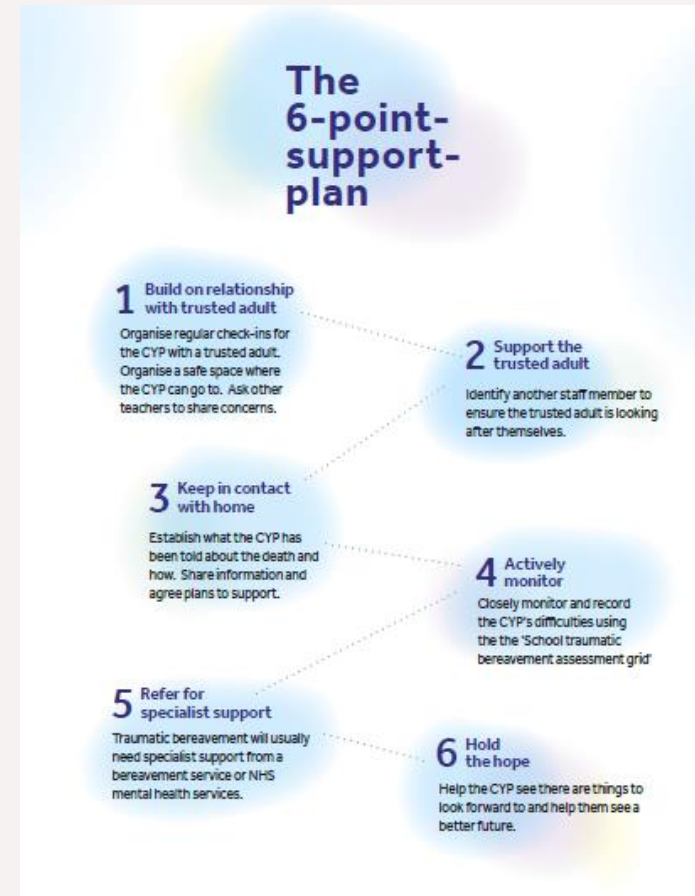 The
6-point-
support-
plan
1 Build on relationship
with trusted adult
Organise regular check-ins for
the CYP with a trusted adult.
Organise a safe space where
the CYP can go to. Ask other
teachers to share concerns.
2 Support the
trusted adult
Identify another staff member to
ensure the trusted adult is looking
after themselves.
3 Keep in contact
with home
Establish what the CYP has
been told about the death and
how. Share information and
agree plans to support.
4 Actively
monitor
Closely monitor and record
the CYP's difficulties using
the the 'School traumatic
bereavement assessment grid'
5 Refer for
specialist support
Traumatic bereavement will usually
need specialist support from a
bereavement service or NHS
mental health services.
6 Hold
the hope
Help the CYP see there are things to
look forward to and help them see a
better future.